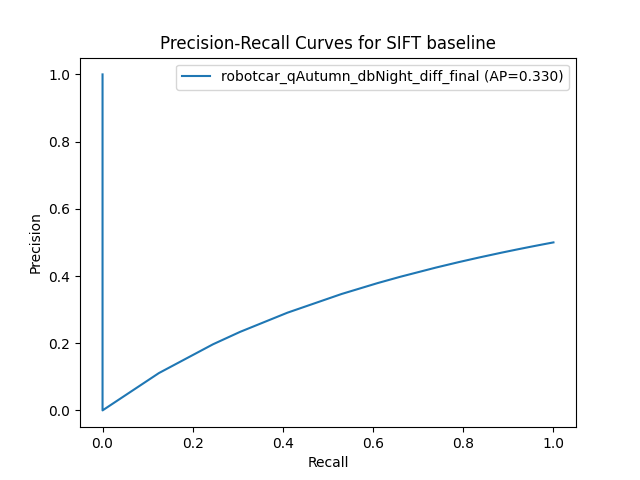 Precision-Recall Curves for SIFT baseline
robotcar_qAutumn_dbNight_diff_final (AP=0.330)
Precision
1.0
0.8
0.6
0.4
0.2
0.0
0.0 0.2 0.4 0.6 0.8 1.0
Recall